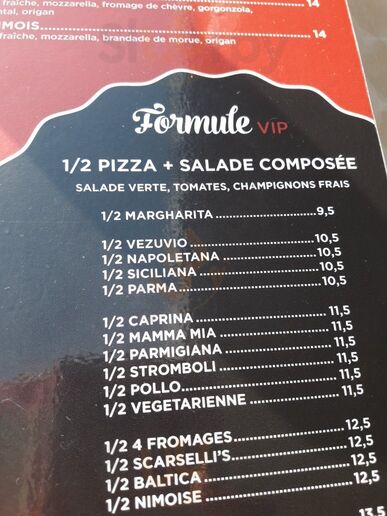 fraîche, mozzarella, fromage de chèvre, gorgonzola, 14
tal, origan
IMOIS 14
fraîche, mozzarella, brandade de morue, origan
Formule VIP
1/2 PIZZA + SALADE COMPOSÉE
SALADE VERTE, TOMATES, CHAMPIGNONS FRAIS
1/2 MARGHARITA 9,5
1/2 VEZUVIO 10,5
1/2 NAPOLETANA 10,5
1/2 SICILIANA 10,5
1/2 PARMA 10,5
1/2 CAPRINA 11,5
1/2 MAMMA MIA 11,5
1/2 PARMIGIANA 11,5
1/2 STROMBOLI 11,5
1/2 POLLO 11,5
1/2 VEGETARIENNE 11,5
1/2 4 FROMAGES 12,5
1/2 SCARSELLI'S 12,5
1/2 BALTICA 12,5
1/2 NIMOISE 12,5
13,5